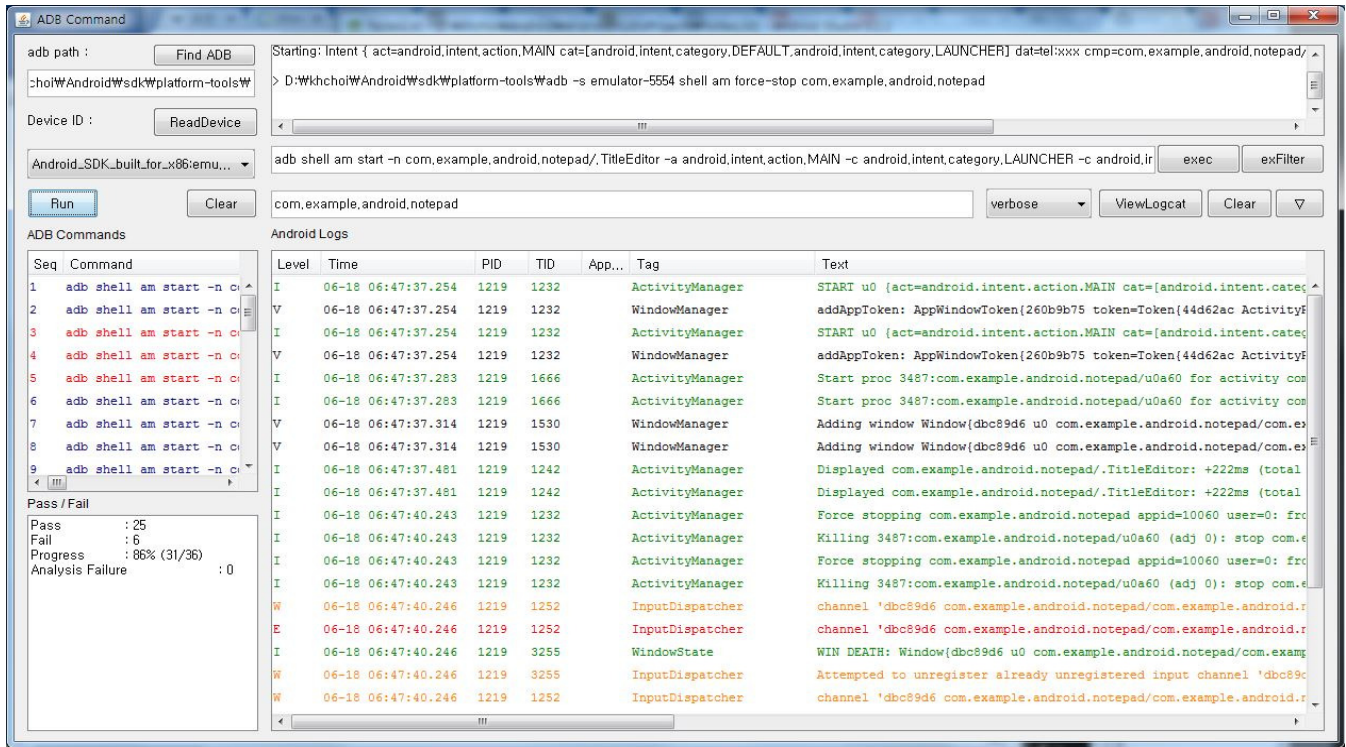 ADB Command
adb path :
Find ADB
:hoi₩Android₩sdk₩platform-tools₩
Device ID :
ReadDevice
Android_SDK_built_for_x86:emu,,,
Run
Clear
Starting: Intent { act=android,intent,action,MAIN cat=[android,intent,category,DEFAULT,android,intent,category,LAUNCHER] dat=tel:xxx cmp=com,example,android,notepad/
> D:₩khchoi₩Android₩sdk₩platform-tools₩adb -s emulator-5554 shell am force-stop com,example,android,notepad
adb shell am start -n com,example,android,notepad/,TitleEditor -a android,intent,action,MAIN -c android,intent,category,LAUNCHER -c android,ir
exec
exFilter
com,example,android,notepad
verbose
ViewLogcat
Clear
▽
ADB Commands
Seq Command
1 adb shell am start -n co
2 adb shell am start -n co
3 adb shell am start -n co
4 adb shell am start -n co
5 adb shell am start -n co
6 adb shell am start -n co
7 adb shell am start -n co
8 adb shell am start -n co
9 adb shell am start -n co
Pass / Fail
Pass : 25
Fail : 6
Progress : 86% (31/36)
Analysis Failure : 0
Android Logs
Level Time PID TID App... Tag Text
I 06-18 06:47:37.254 1219 1232 ActivityManager START u0 {act=android.intent.action.MAIN cat=[android.intent.categ
V 06-18 06:47:37.254 1219 1232 WindowManager addAppToken: AppWindowToken{260b9b75 token=Token{44d62ac ActivityR
I 06-18 06:47:37.254 1219 1232 ActivityManager START u0 {act=android.intent.action.MAIN cat=[android.intent.categ
V 06-18 06:47:37.254 1219 1232 WindowManager addAppToken: AppWindowToken{260b9b75 token=Token{44d62ac ActivityR
I 06-18 06:47:37.283 1219 1666 ActivityManager Start proc 3487:com.example.android.notepad/u0a60 for activity com
I 06-18 06:47:37.283 1219 1666 ActivityManager Start proc 3487:com.example.android.notepad/u0a60 for activity com
V 06-18 06:47:37.314 1219 1530 WindowManager Adding window Window{dbc89d6 u0 com.example.android.notepad/com.ex
V 06-18 06:47:37.314 1219 1530 WindowManager Adding window Window{dbc89d6 u0 com.example.android.notepad/com.ex
I 06-18 06:47:37.481 1219 1242 ActivityManager Displayed com.example.android.notepad/.TitleEditor: +222ms (total
I 06-18 06:47:37.481 1219 1242 ActivityManager Displayed com.example.android.notepad/.TitleEditor: +222ms (total
I 06-18 06:47:40.243 1219 1232 ActivityManager Force stopping com.example.android.notepad appid=10060 user=0: fro
I 06-18 06:47:40.243 1219 1232 ActivityManager Killing 3487:com.example.android.notepad/u0a60 (adj 0): stop com.e
I 06-18 06:47:40.243 1219 1232 ActivityManager Force stopping com.example.android.notepad appid=10060 user=0: fro
I 06-18 06:47:40.243 1219 1232 ActivityManager Killing 3487:com.example.android.notepad/u0a60 (adj 0): stop com.e
W 06-18 06:47:40.246 1219 1252 InputDispatcher channel 'dbc89d6 com.example.android.notepad/com.example.android.n
E 06-18 06:47:40.246 1219 1252 InputDispatcher channel 'dbc89d6 com.example.android.notepad/com.example.android.n
I 06-18 06:47:40.246 1219 3255 WindowState WIN DEATH: Window{dbc89d6 u0 com.example.android.notepad/com.examp
W 06-18 06:47:40.246 1219 3255 InputDispatcher Attempted to unregister already unregistered input channel 'dbc89d
W 06-18 06:47:40.246 1219 1252 InputDispatcher channel 'dbc89d6 com.example.android.notepad/com.example.android.n